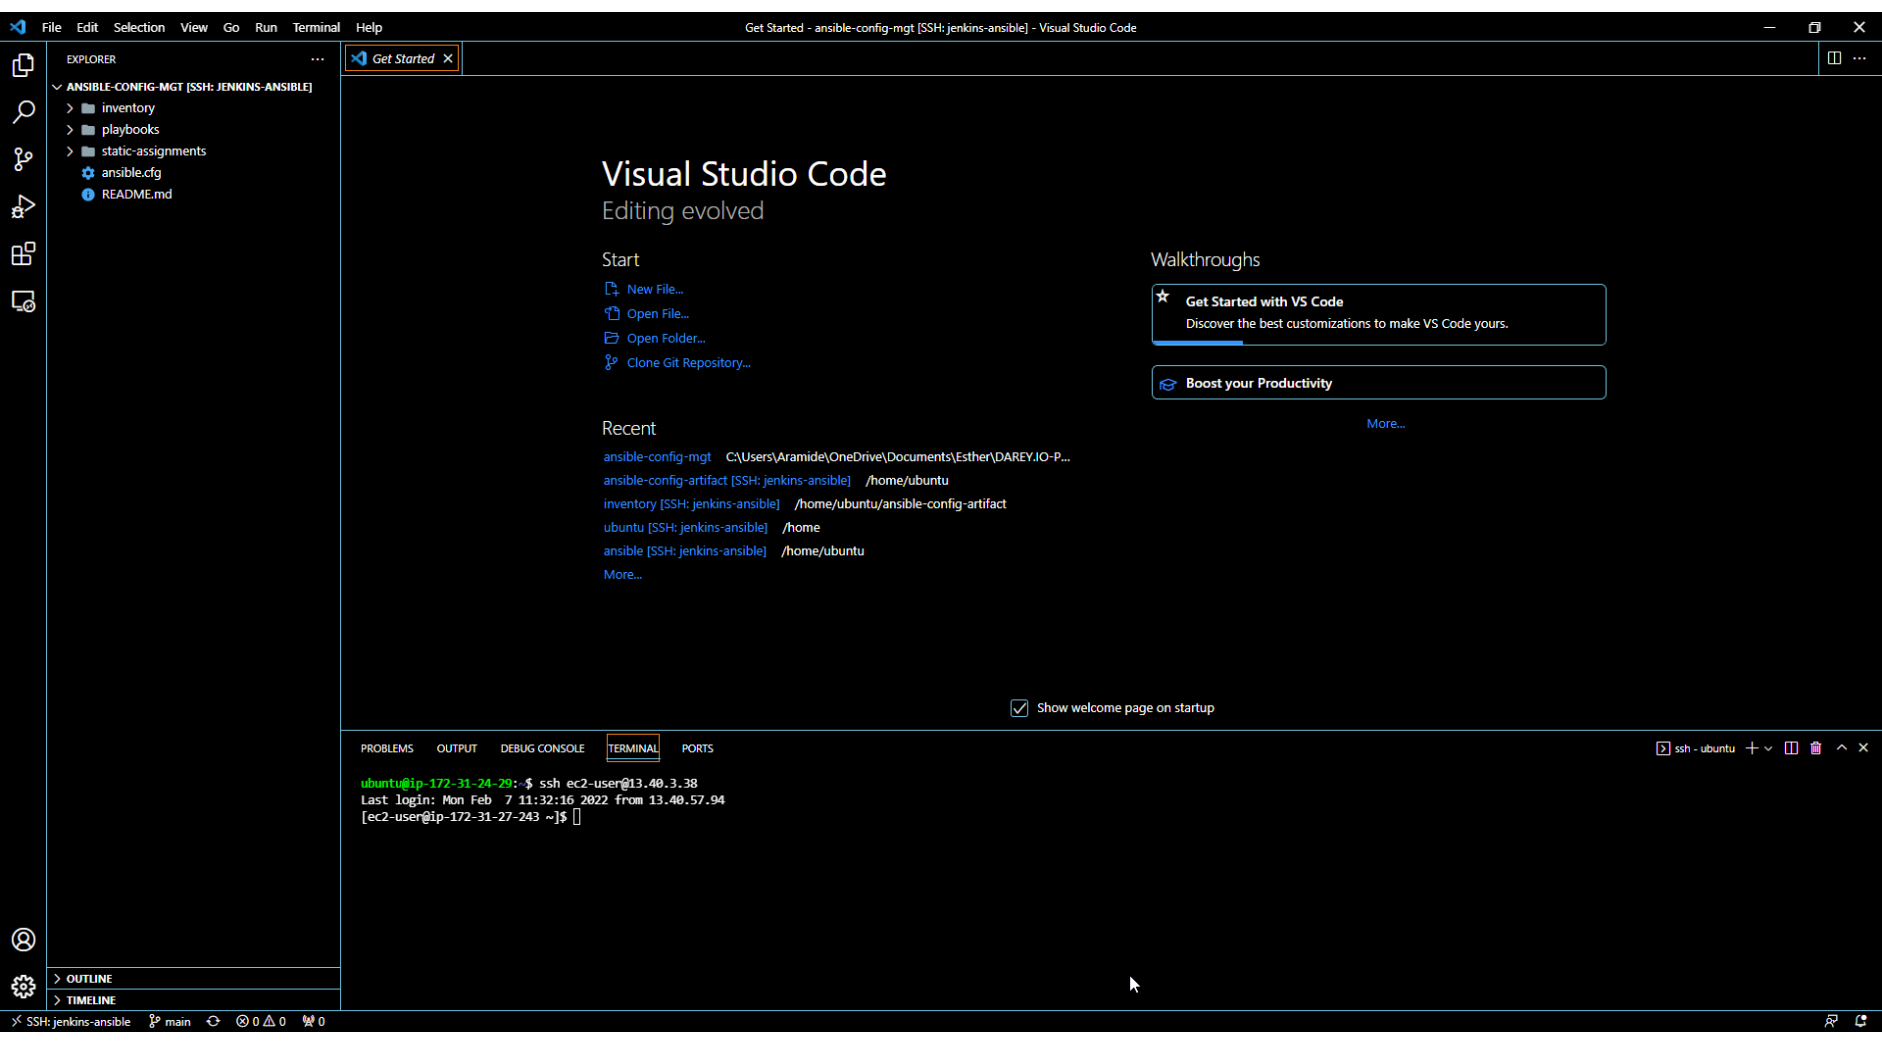 File Edit Selection View Go Run Terminal Help
Get Started - ansible-config-mgt [SSH: jenkins-ansible] - Visual Studio Code
EXPLORER
ANSIBLE-CONFIG-MGT [SSH: JENKINS-ANSIBLE]
inventory
playbooks
static-assignments
ansible.cfg
README.md
OUTLINE
TIMELINE
Get Started
Visual Studio Code
Editing evolved
Start
New File...
Open File...
Open Folder...
Clone Git Repository...
Recent
ansible-config-mgt C:\Users\Aramide\OneDrive\Documents\Esther\DAREY.IO-P...
ansible-config-artifact [SSH: jenkins-ansible] /home/ubuntu
inventory [SSH: jenkins-ansible] /home/ubuntu/ansible-config-artifact
ubuntu [SSH: jenkins-ansible] /home
ansible [SSH: jenkins-ansible] /home/ubuntu
More...
Walkthroughs
Get Started with VS Code
Discover the best customizations to make VS Code yours.
Boost your Productivity
More...
Show welcome page on startup
PROBLEMS OUTPUT DEBUG CONSOLE TERMINAL PORTS
ssh - ubuntu
ubuntu@ip-172-31-24-29:~$ ssh ec2-user@13.40.3.38
Last login: Mon Feb  7 11:32:16 2022 from 13.40.57.94
[ec2-user@ip-172-31-27-243 ~]$
SSH: jenkins-ansible main 0 0 0